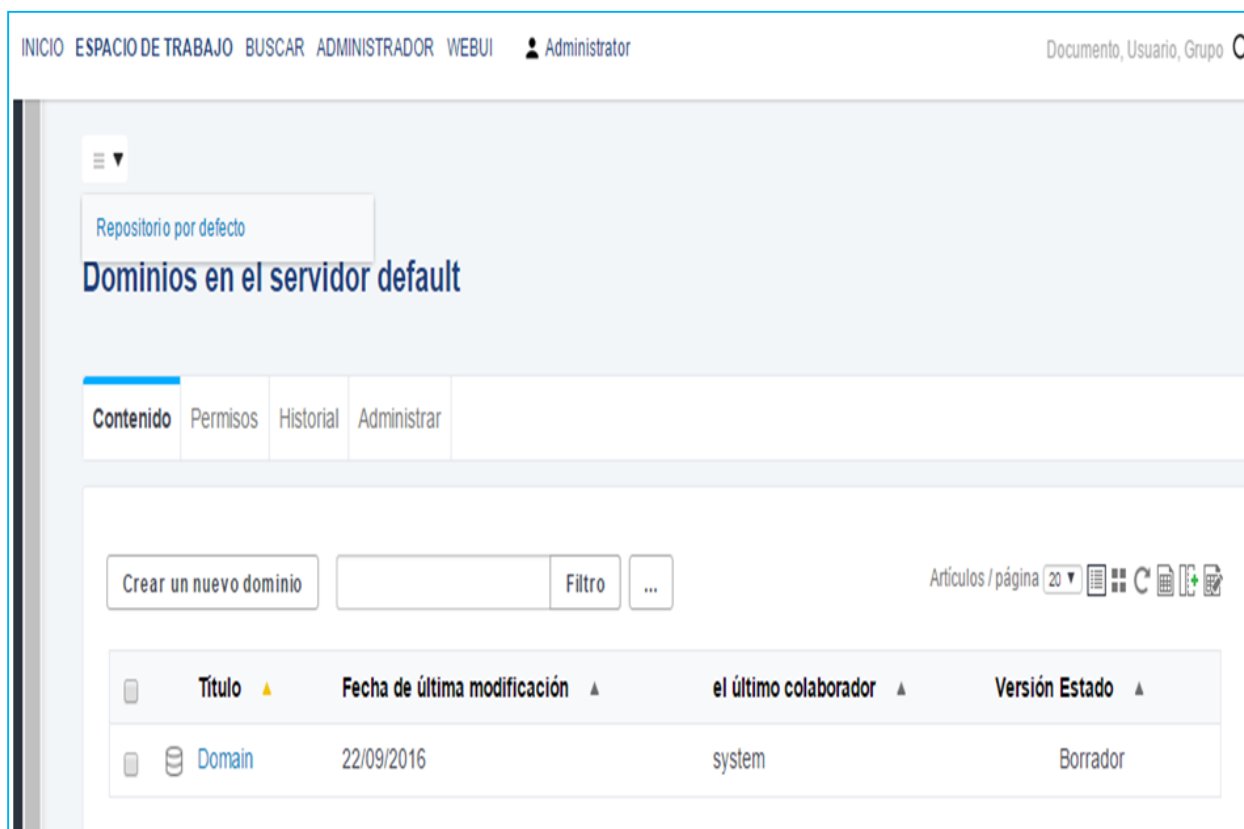 INICIO ESPACIO DE TRABAJO BUSCAR ADMINISTRADOR WEBUI Administrator Documento, Usuario, Grupo
Repositorio por defecto
Dominios en el servidor default
Contenido Permisos Historial Administrar
Crear un nuevo dominio Filtro ... Artículos / página 20
Título Fecha de última modificación el último colaborador Versión Estado
Domain 22/09/2016 system Borrador